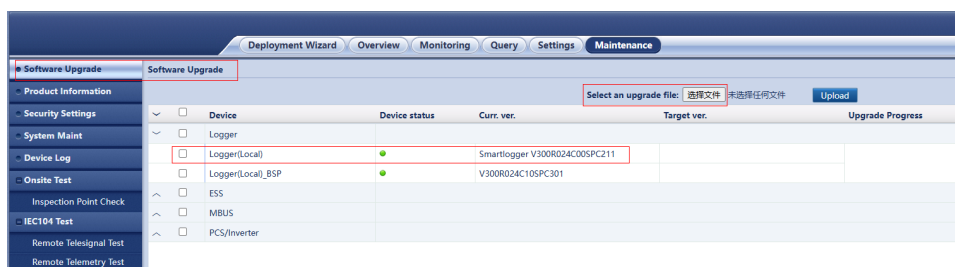 Deployment Wizard Overview Monitoring Query Settings Maintenance
Software Upgrade
Product Information
Security Settings
System Maint
Device Log
Onsite Test
Inspection Point Check
IEC104 Test
Remote Telesignal Test
Remote Telemetry Test
Software Upgrade
Select an upgrade file: 选择文件 未选择任何文件 Upload
Device Device status Curr. ver. Target ver. Upgrade Progress
Logger
Logger(Local) Smartlogger V300R024C00SPC211
Logger(Local)_BSP V300R024C10SPC301
ESS
MBUS
PCS/Inverter